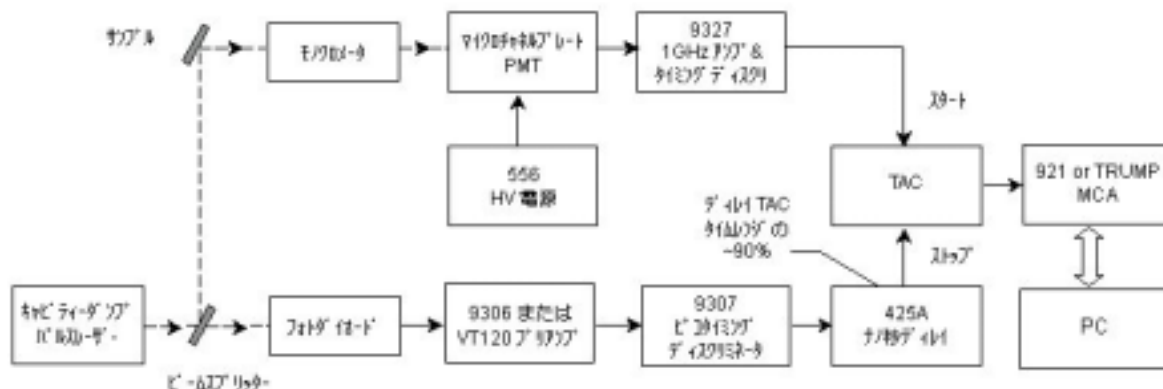 サンプル
モノクロメータ
マイクロチャネルプレート
PMT
9327
1GHzアンプ&
タイミングディスクリ
スタート
556
HV電源
TAC
921 or TRUMP
MCA
ディレイ TAC
タイムレンジの
~90%
ストップ
キャビティーダンプ
パルスレーザー
フォトダイオード
9306 または
VT120 プリアンプ
9307
ピコタイミング
ディスクリミネータ
425A
ナノ秒ディレイ
PC
ビームスプリッター